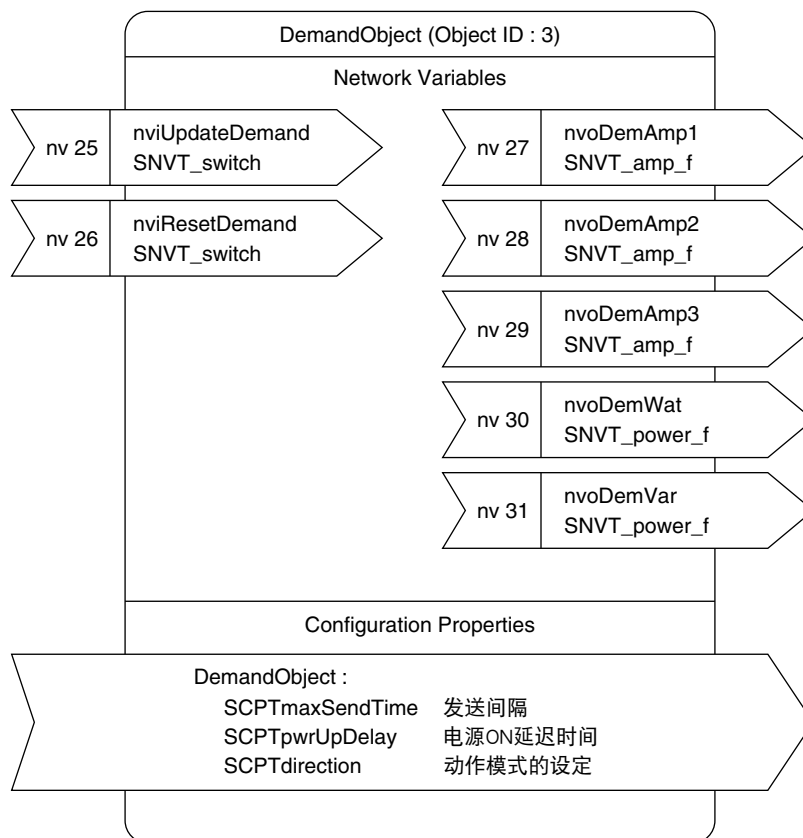 DemandObject (Object ID : 3)
Network Variables
nv 25
nviUpdateDemand
SNVT_switch
nv 26
nviResetDemand
SNVT_switch
nv 27
nvoDemAmp1
SNVT_amp_f
nv 28
nvoDemAmp2
SNVT_amp_f
nv 29
nvoDemAmp3
SNVT_amp_f
nv 30
nvoDemWat
SNVT_power_f
nv 31
nvoDemVar
SNVT_power_f
Configuration Properties
DemandObject :
SCPTmaxSendTime 发送间隔
SCPTpwrUpDelay 电源ON延迟时间
SCPTdirection 动作模式的设定